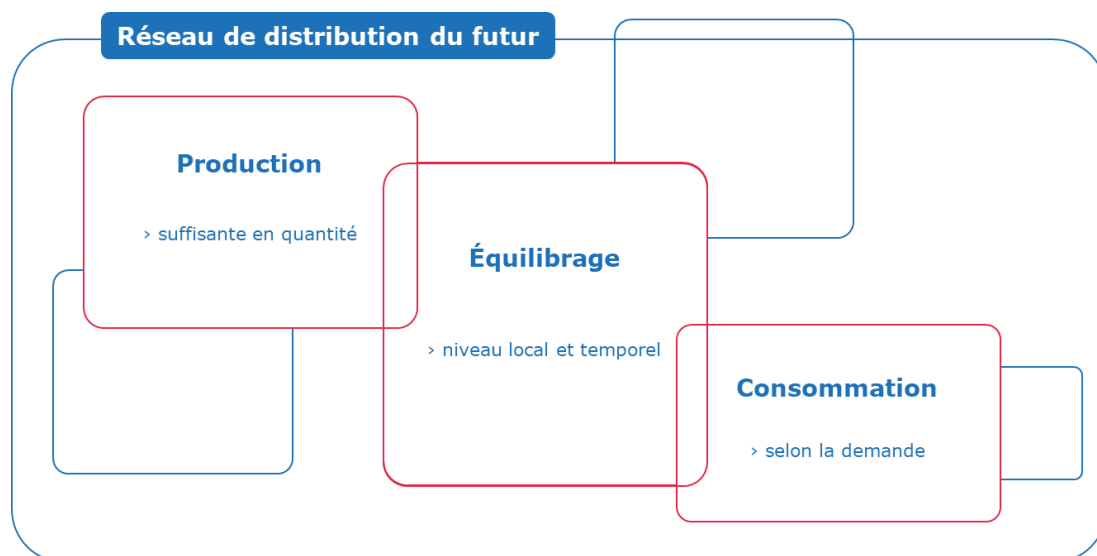 Réseau de distribution du futur
Production
› suffisante en quantité
Équilibrage
› niveau local et temporel
Consommation
› selon la demande